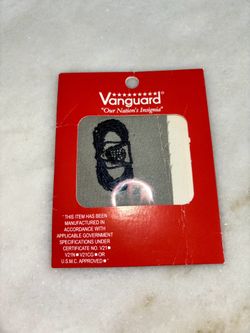 Vanguard
"Our Nation's Insignia"
"THIS ITEM HAS BEEN
MANUFACTURED IN
ACCORDANCE WITH
APPLICABLE GOVERNMENT
SPECIFICATIONS UNDER
CERTIFICATE NO. V21★
V21N★V21CG★OR
U.S.M.C. APPROVED★"